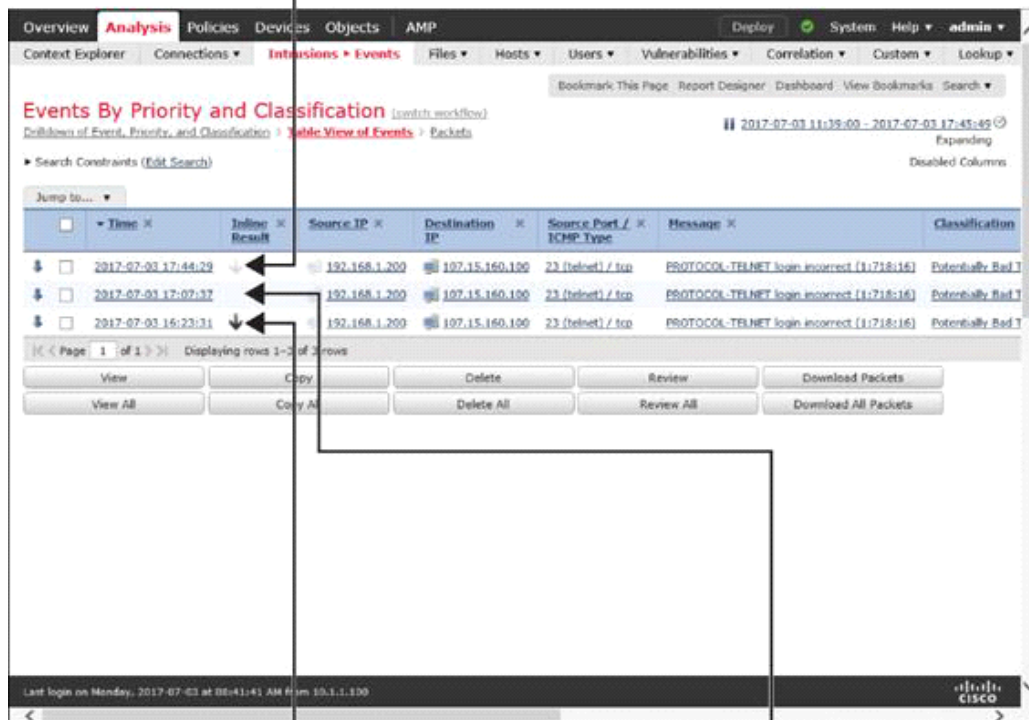 Overview Analysis Policies Devices Objects AMP Deploy System Help admin
Context Explorer Connections Intrusions Events Files Hosts Users Vulnerabilities Correlation Custom Lookup
Bookmark This Page Report Designer Dashboard View Bookmarks Search
Events By Priority and Classification (switch workflow)
2017-07-03 11:39:00 - 2017-07-03 17:45:49
Drilldown of Event, Priority, and Classification > Table View of Events > Packets
Expanding
Search Constraints (Edit Search)
Disabled Columns
Jump to...
Time × Inline Result × Source IP × Destination IP × Source Port / ICMP Type × Message × Classification
2017-07-03 17:44:29 192.168.1.200 107.15.160.100 23 (telnet) / tcp PROTOCOL-TELNET login incorrect (1:718:16) Potentially Bad T
2017-07-03 17:07:37 192.168.1.200 107.15.160.100 23 (telnet) / tcp PROTOCOL-TELNET login incorrect (1:718:16) Potentially Bad T
2017-07-03 16:23:31 192.168.1.200 107.15.160.100 23 (telnet) / tcp PROTOCOL-TELNET login incorrect (1:718:16) Potentially Bad T
Page 1 of 1 Displaying rows 1–3 of 3 rows
View Copy Delete Review Download Packets
View All Copy All Delete All Review All Download All Packets
Last login on Monday, 2017-07-03 at 08:41:41 AM from 10.1.1.100
CISCO